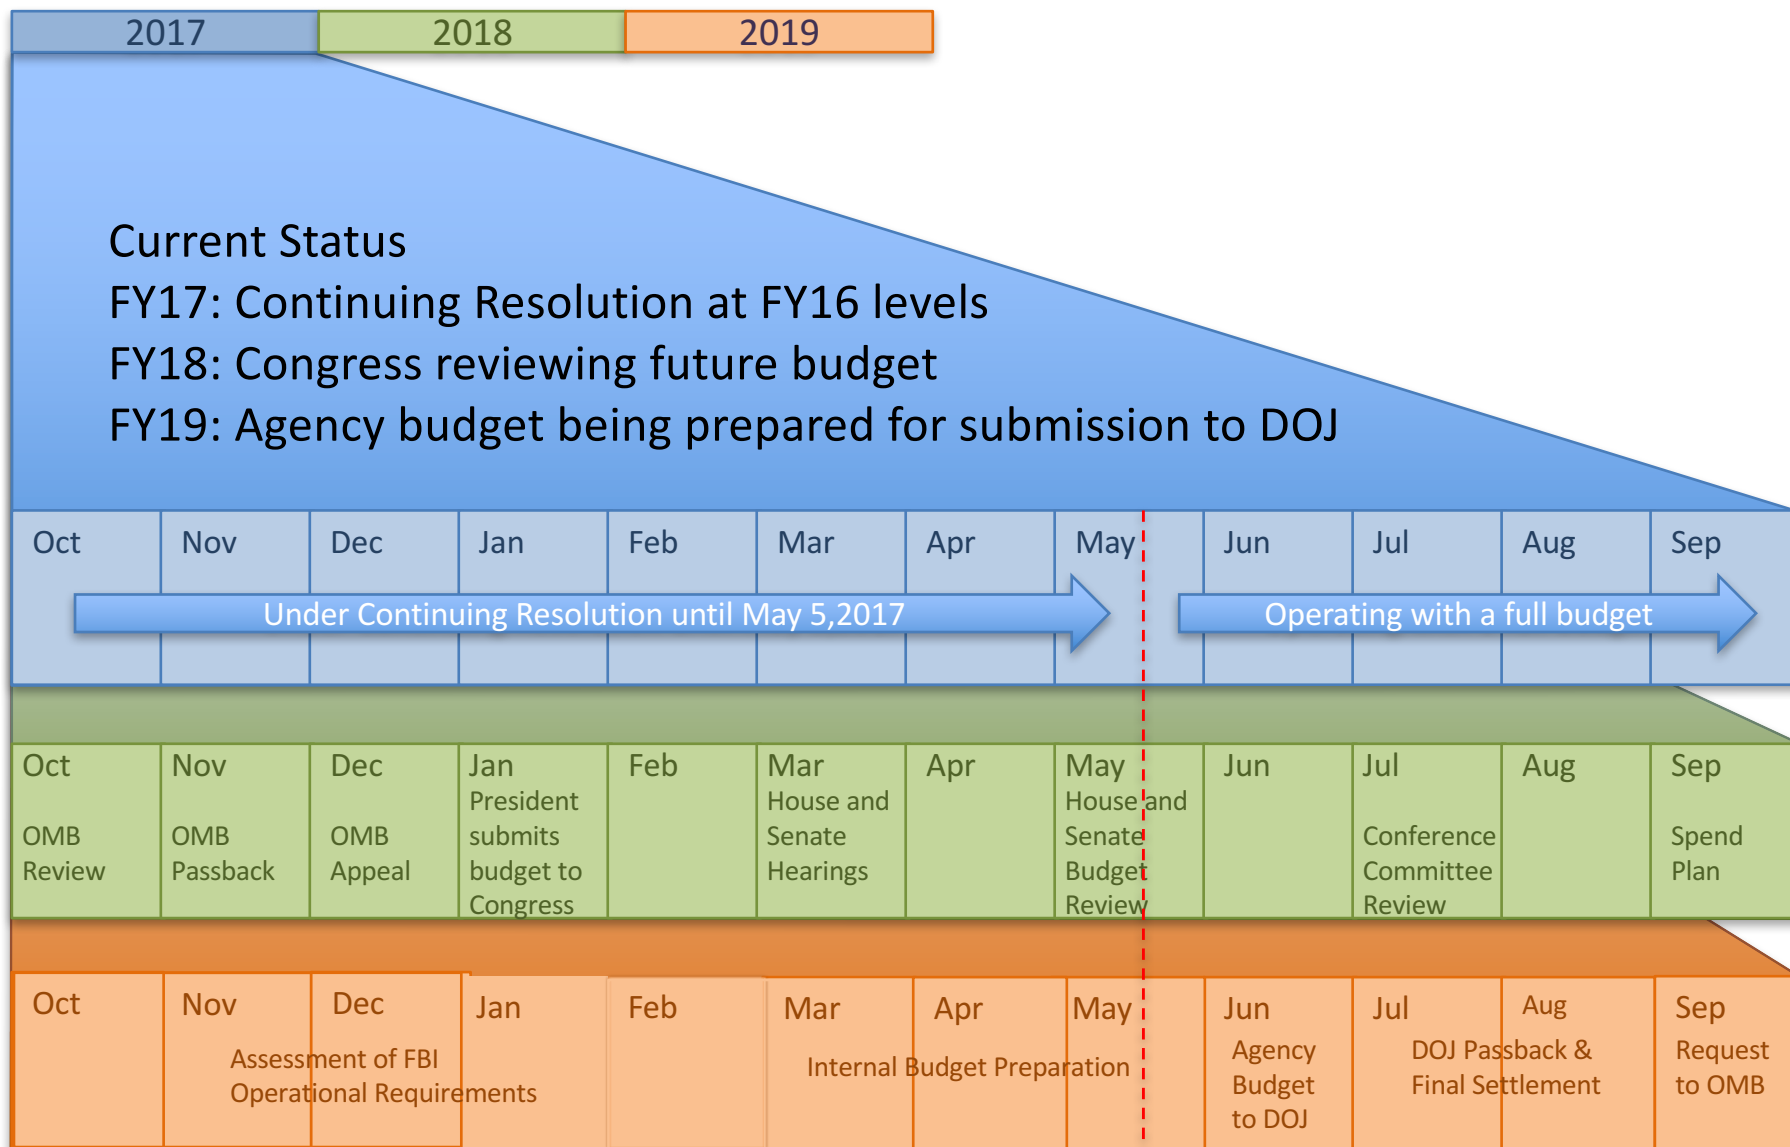 2017 2018 2019
Current Status
FY17: Continuing Resolution at FY16 levels
FY18: Congress reviewing future budget
FY19: Agency budget being prepared for submission to DOJ
Oct Nov Dec Jan Feb Mar Apr May Jun Jul Aug Sep
Under Continuing Resolution until May 5,2017
Operating with a full budget
Oct
OMB
Review
Nov
OMB
Passback
Dec
OMB
Appeal
Jan
President
submits
budget to
Congress
Feb
Mar
House and
Senate
Hearings
Apr
May
House and
Senate
Budget
Review
Jun
Jul
Conference
Committee
Review
Aug
Sep
Spend
Plan
Oct Nov Dec Jan Feb Mar Apr May Jun Jul Aug Sep
Assessment of FBI
Operational Requirements
Internal Budget Preparation
Agency
Budget
to DOJ
DOJ Passback &
Final Settlement
Request
to OMB